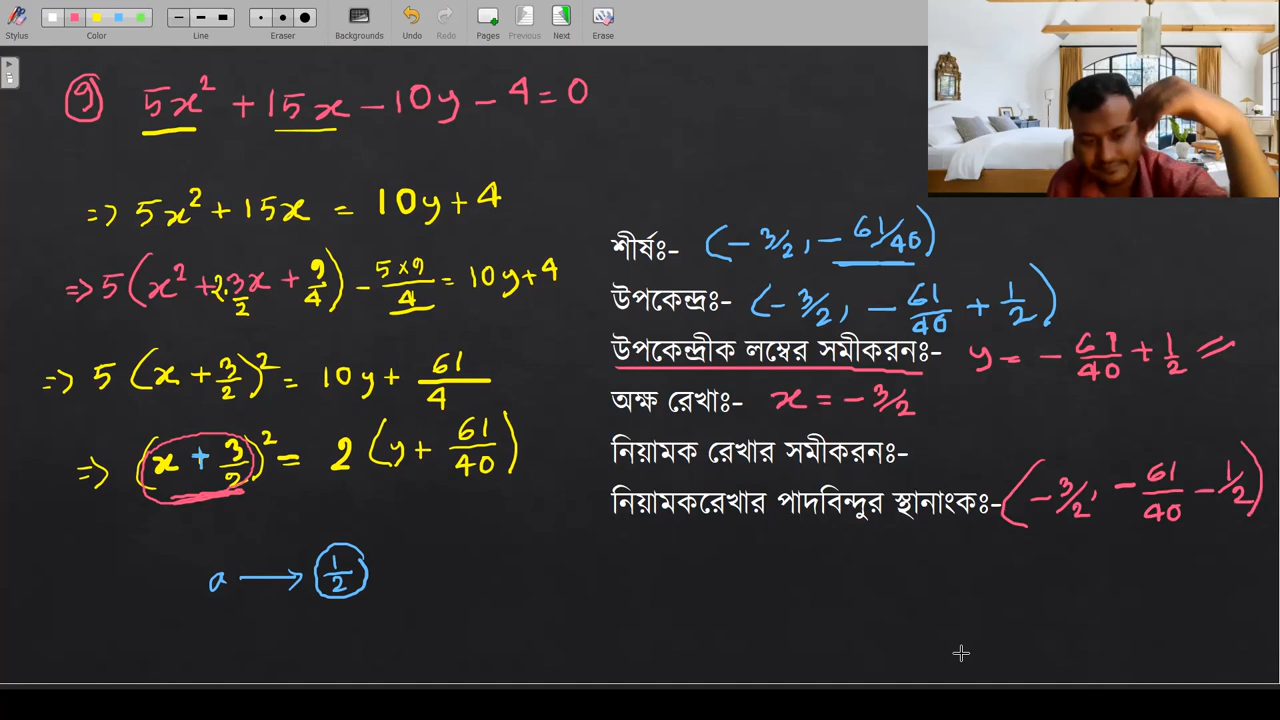 Stylus Color Line Eraser Backgrounds Undo Redo Pages Previous Next Erase
9) 5x² + 15x - 10y - 4 = 0
=> 5x² + 15x = 10y + 4
=> 5(x² + 2·3/2x + 9/4) - 5×9/4 = 10y + 4
=> 5(x + 3/2)² = 10y + 61/4
=> (x + 3/2)² = 2(y + 61/40)
a → 1/2
শীর্ষঃ- (-3/2, -61/40)
উপকেন্দ্রঃ- (-3/2, -61/40 + 1/2)
উপকেন্দ্রীক লম্বের সমীকরনঃ- y = -61/40 + 1/2
অক্ষ রেখাঃ- x = -3/2
নিয়ামক রেখার সমীকরনঃ-
নিয়ামকরেখার পাদবিন্দুর স্থানাংকঃ- (-3/2, -61/40 - 1/2)